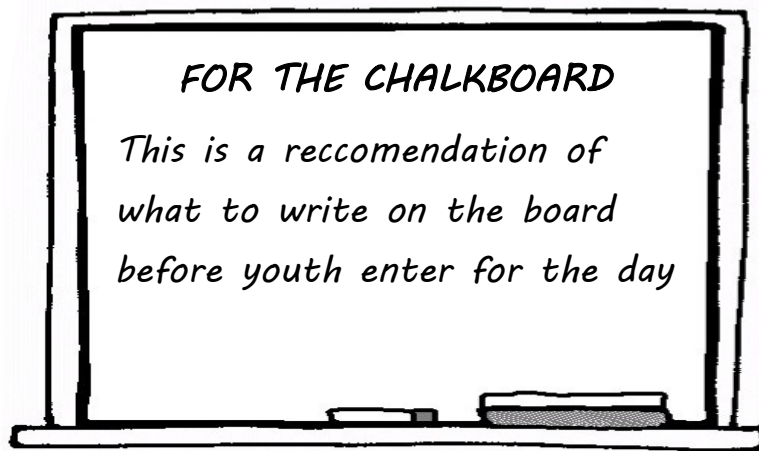 FOR THE CHALKBOARD
This is a reccomendation of
what to write on the board
before youth enter for the day